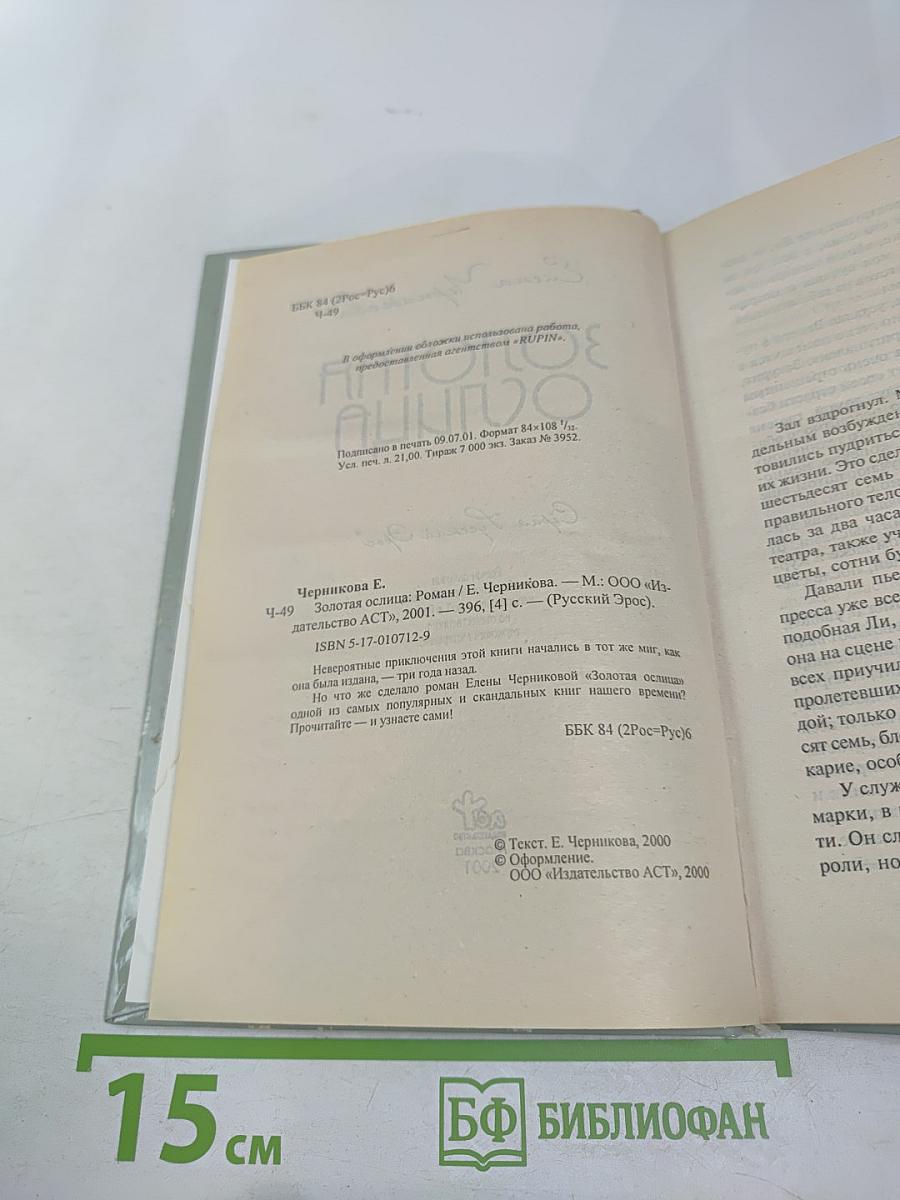 ББК 84 (2Рос=Рус)6
Ч-49
В оформлении обложки использована работа,
предоставленная агентством «RUPIN».
ЗОЛОТАЯ
ОСЛИЦА
Подписано в печать 09.07.01. Формат 84×108 1/32.
Усл. печ. л. 21,00. Тираж 7 000 экз. Заказ № 3952.
Черникова Е.
Ч-49 Золотая ослица: Роман / Е. Черникова. — М.: ООО «Из-
дательство АСТ», 2001. — 396, [4] с. — (Русский Эрос).
ISBN 5-17-010712-9
Невероятные приключения этой книги начались в тот же миг, как
она была издана, — три года назад.
Но что же сделало роман Елены Черниковой «Золотая ослица»
одной из самых популярных и скандальных книг нашего времени?
Прочитайте — и узнаете сами!
ББК 84 (2Рос=Рус)6
© Текст. Е. Черникова, 2000
© Оформление.
ООО «Издательство АСТ», 2000
Зал вздрогнул.
дельным возбужден
товились пудритьс
их жизни. Это сдел
шестьдесят семь
правильного тело
лась за два часа
театра, также уч
цветы, сотни бу
Давали пье
пресса уже все
подобная Ли,
она на сцене
всех приучил
пролетевших
дой; только
сят семь, бл
карие, особ
У служ
марки, в
ти. Он сл
роли, но
15 см
БФ БИБЛИОФАН